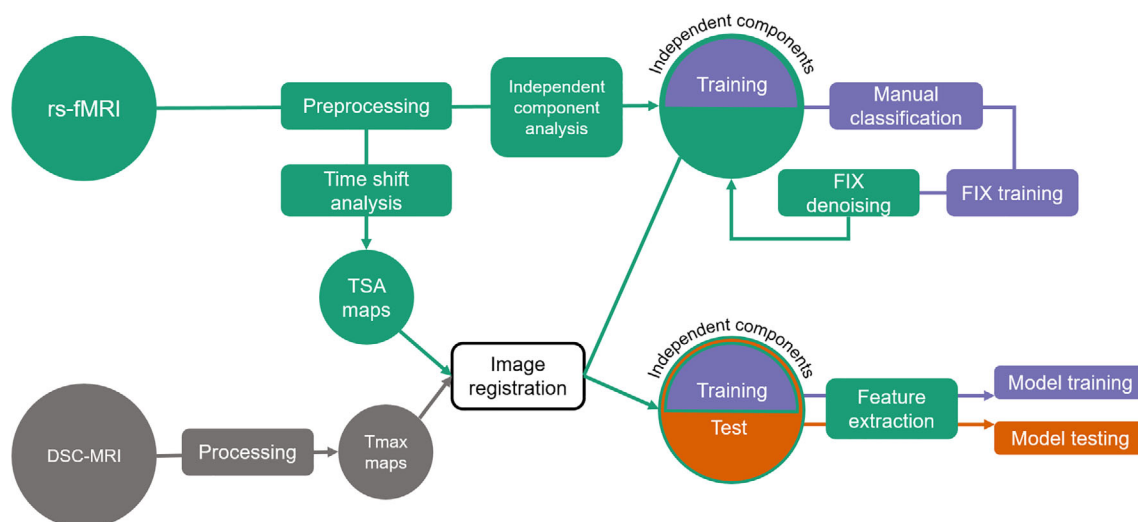 rs-fMRI
Preprocessing
Independent
component
analysis
Independent components
Training
Manual
classification
FIX training
FIX
denoising
Time shift
analysis
TSA
maps
Image
registration
DSC-MRI
Processing
Tmax
maps
Independent components
Training
Test
Feature
extraction
Model training
Model testing